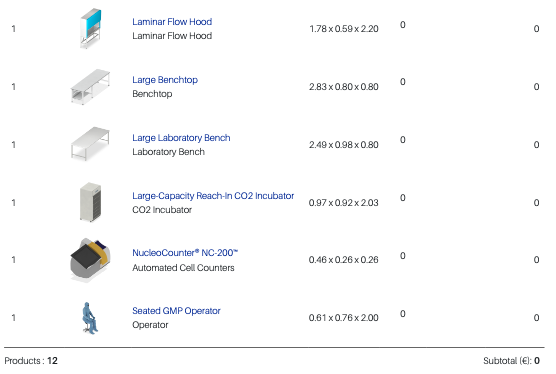 1 Laminar Flow Hood 1.78 x 0.59 x 2.20 0 0
Laminar Flow Hood
1 Large Benchtop 2.83 x 0.80 x 0.80 0 0
Benchtop
1 Large Laboratory Bench 2.49 x 0.98 x 0.80 0 0
Laboratory Bench
1 Large-Capacity Reach-In CO2 Incubator 0.97 x 0.92 x 2.03 0 0
CO2 Incubator
1 NucleoCounter® NC-200™ 0.46 x 0.26 x 0.26 0 0
Automated Cell Counters
1 Seated GMP Operator 0.61 x 0.76 x 2.00 0 0
Operator
Products : 12 Subtotal (€): 0